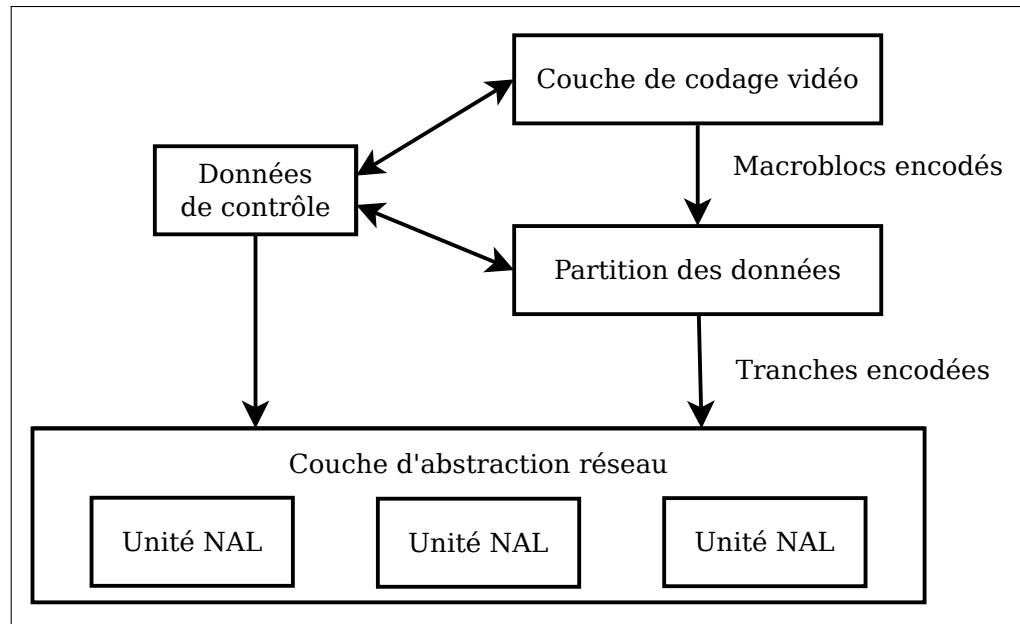 Couche de codage vidéo
Données
de contrôle
Macroblocs encodés
Partition des données
Tranches encodées
Couche d'abstraction réseau
Unité NAL
Unité NAL
Unité NAL